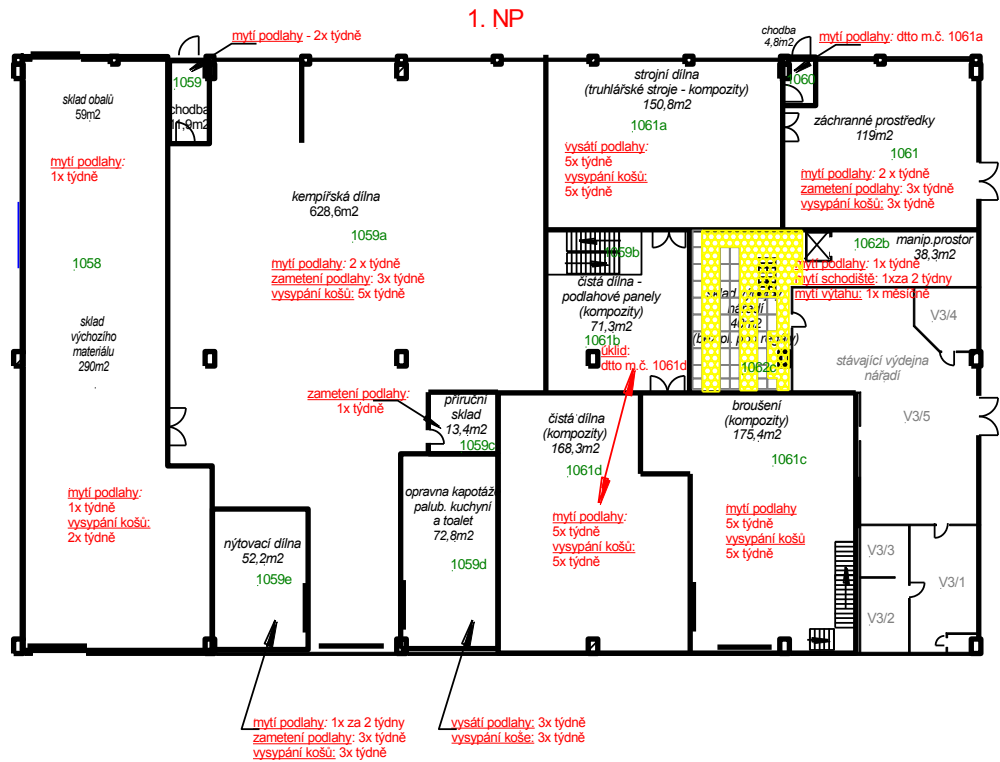 1. NP
mytí podlahy - 2x týdně
chodba
4,8m2
mytí podlahy: dtto m.č. 1061a
sklad obalů
59m2
1059
chodba
11,9m2
strojní dílna
(truhlářské stroje - kompozity)
150,8m2
1061a
1060
záchranné prostředky
119m2
1061
mytí podlahy:
1x týdně
vysátí podlahy:
5x týdně
vysypání košů:
5x týdně
mytí podlahy: 2 x týdně
zametení podlahy: 3x týdně
vysypání košů: 3x týdně
kempířská dílna
628,6m2
1059a
mytí podlahy: 2 x týdně
zametení podlahy: 3x týdně
vysypání košů: 5x týdně
1058
1059b
čistá dílna -
podlahové panely
(kompozity)
71,3m2
1061b
úklid:
dtto m.č. 1061d
1062b
manip.prostor
38,3m2
mytí podlahy: 1x týdně
mytí schodiště: 1xza 2 týdny
mytí výtahu: 1x měsíčně
sklad
nářadí
1062c
V3/4
stávající výdejna
nářadí
V3/5
sklad
výchozího
materiálu
290m2
zametení podlahy:
1x týdně
příruční
sklad
13,4m2
1059c
čistá dílna
(kompozity)
168,3m2
1061d
broušení
(kompozity)
175,4m2
1061c
mytí podlahy:
1x týdně
vysypání košů:
2x týdně
nýtovací dílna
52,2m2
1059e
opravna kapotáže
palub. kuchyní
a toalet
72,8m2
1059d
mytí podlahy:
5x týdně
vysypání košů:
5x týdně
mytí podlahy
5x týdně
vysypání košů
5x týdně
V3/3
V3/2
V3/1
mytí podlahy: 1x za 2 týdny
zametení podlahy: 3x týdně
vysypání košů: 3x týdně
vysátí podlahy: 3x týdně
vysypání koše: 3x týdně